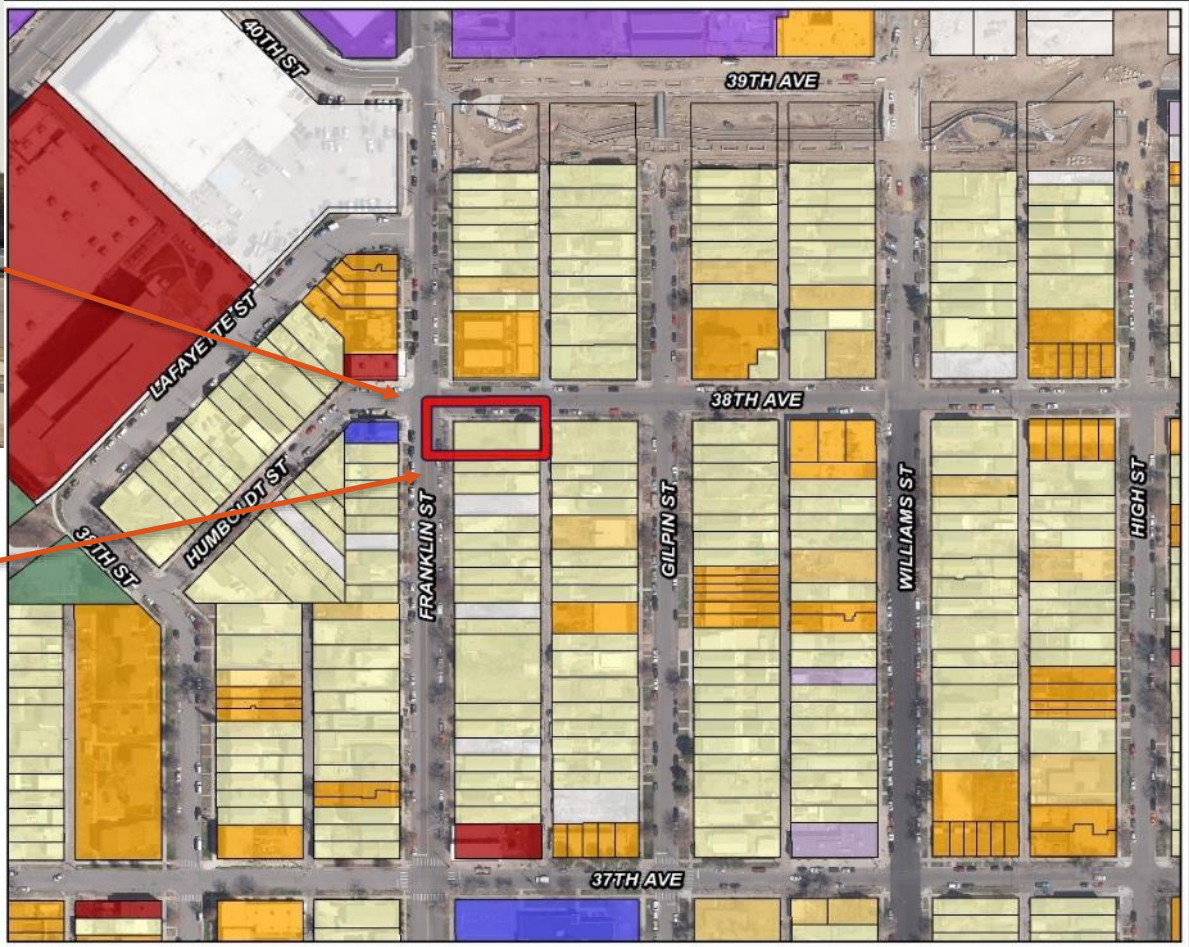 40TH ST
39TH AVE
LAFAYETTE ST
38TH AVE
HUMBOLDT ST
38TH ST
FRANKLIN ST
GILPIN ST
WILLIAMS ST
HIGH ST
37TH AVE